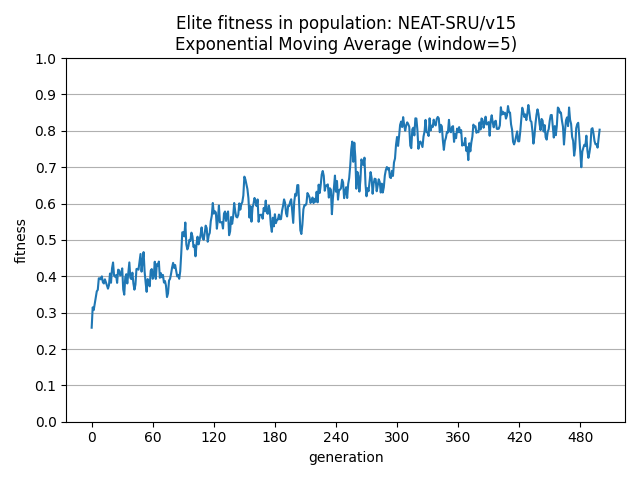 Elite fitness in population: NEAT-SRU/v15
Exponential Moving Average (window=5)
1.0
0.9
0.8
0.7
0.6
0.5
0.4
0.3
0.2
0.1
0.0
fitness
0 60 120 180 240 300 360 420 480
generation